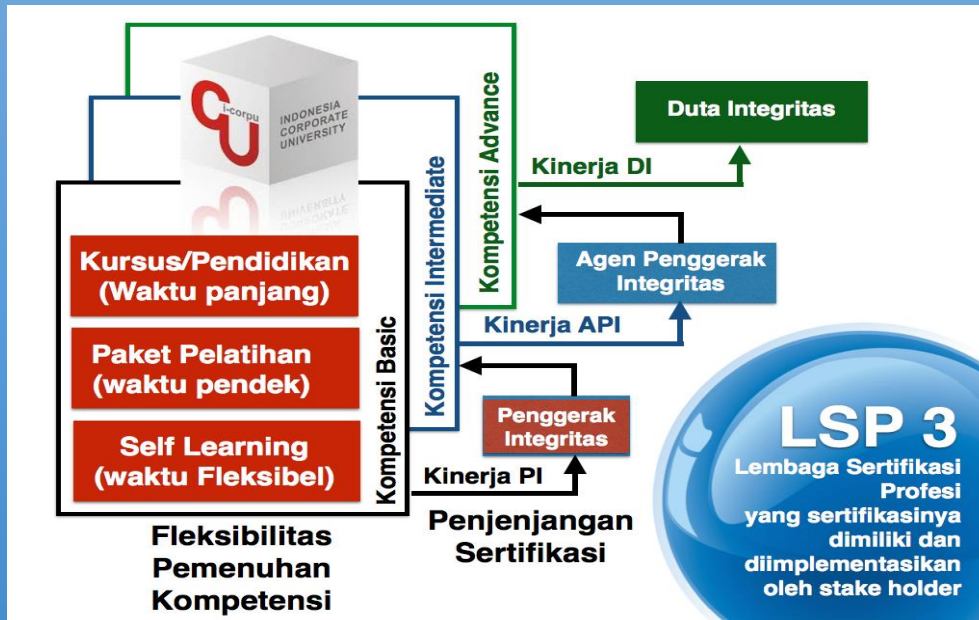 i-corpu
CU
INDONESIA
CORPORATE
UNIVERSITY
Kursus/Pendidikan
(Waktu panjang)
Paket Pelatihan
(waktu pendek)
Self Learning
(waktu Fleksibel)
Kompetensi Basic
Kompetensi Intermediate
Kompetensi Advance
Fleksibilitas
Pemenuhan
Kompetensi
Kinerja PI
Penggerak
Integritas
Kinerja API
Agen Penggerak
Integritas
Kinerja DI
Duta Integritas
Penjenjangan
Sertifikasi
LSP 3
Lembaga Sertifikasi
Profesi
yang sertifikasinya
dimiliki dan
diimplementasikan
oleh stake holder